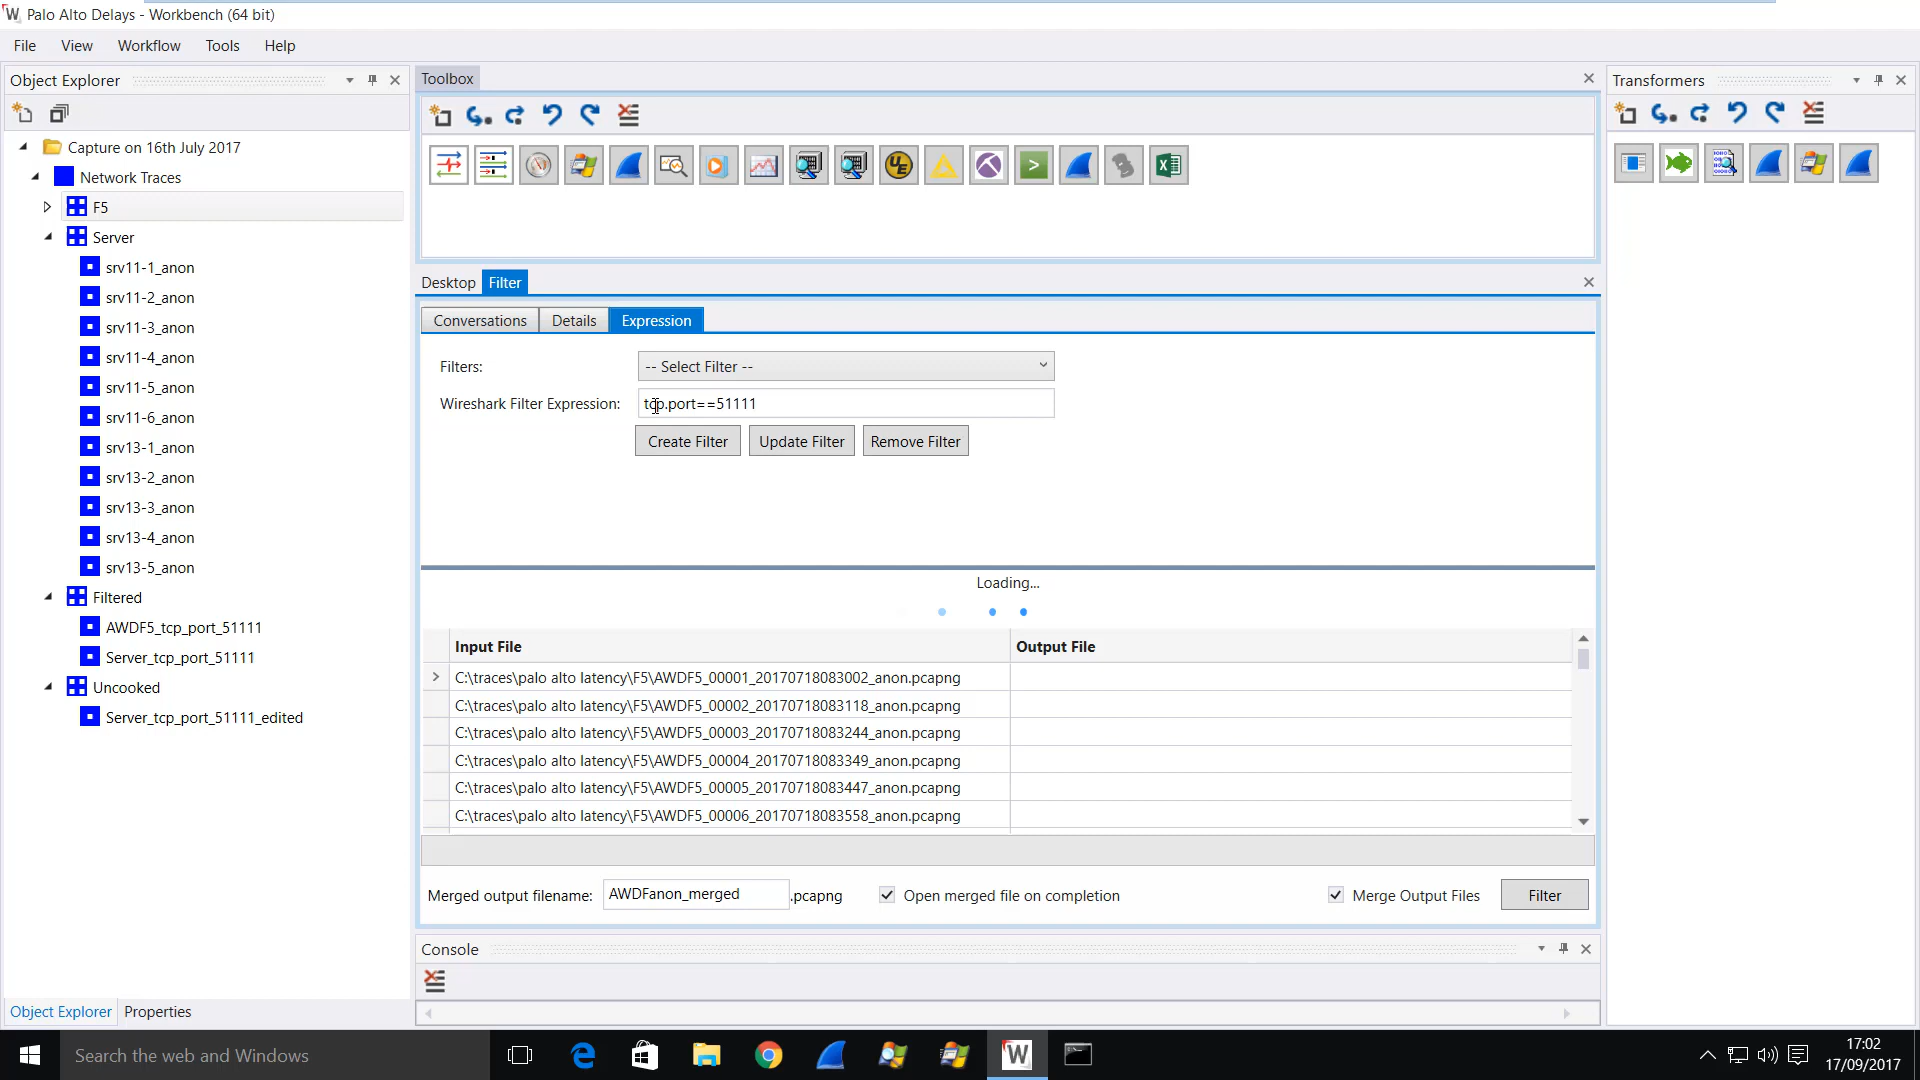 Palo Alto Delays - Workbench (64 bit)
File View Workflow Tools Help
Object Explorer
Capture on 16th July 2017
Network Traces
F5
Server
srv11-1_anon
srv11-2_anon
srv11-3_anon
srv11-4_anon
srv11-5_anon
srv11-6_anon
srv13-1_anon
srv13-2_anon
srv13-3_anon
srv13-4_anon
srv13-5_anon
Filtered
AWDF5_tcp_port_51111
Server_tcp_port_51111
Uncooked
Server_tcp_port_51111_edited
Object Explorer Properties
Toolbox
Desktop Filter
Conversations Details Expression
Filters: -- Select Filter --
Wireshark Filter Expression: tcp.port==51111
Create Filter Update Filter Remove Filter
Loading...
Input File Output File
C:\traces\palo alto latency\F5\AWDF5_00001_20170718083002_anon.pcapng
C:\traces\palo alto latency\F5\AWDF5_00002_20170718083118_anon.pcapng
C:\traces\palo alto latency\F5\AWDF5_00003_20170718083244_anon.pcapng
C:\traces\palo alto latency\F5\AWDF5_00004_20170718083349_anon.pcapng
C:\traces\palo alto latency\F5\AWDF5_00005_20170718083447_anon.pcapng
C:\traces\palo alto latency\F5\AWDF5_00006_20170718083558_anon.pcapng
Merged output filename: AWDFanon_merged .pcapng Open merged file on completion Merge Output Files Filter
Console
Transformers
Search the web and Windows
17:02
17/09/2017